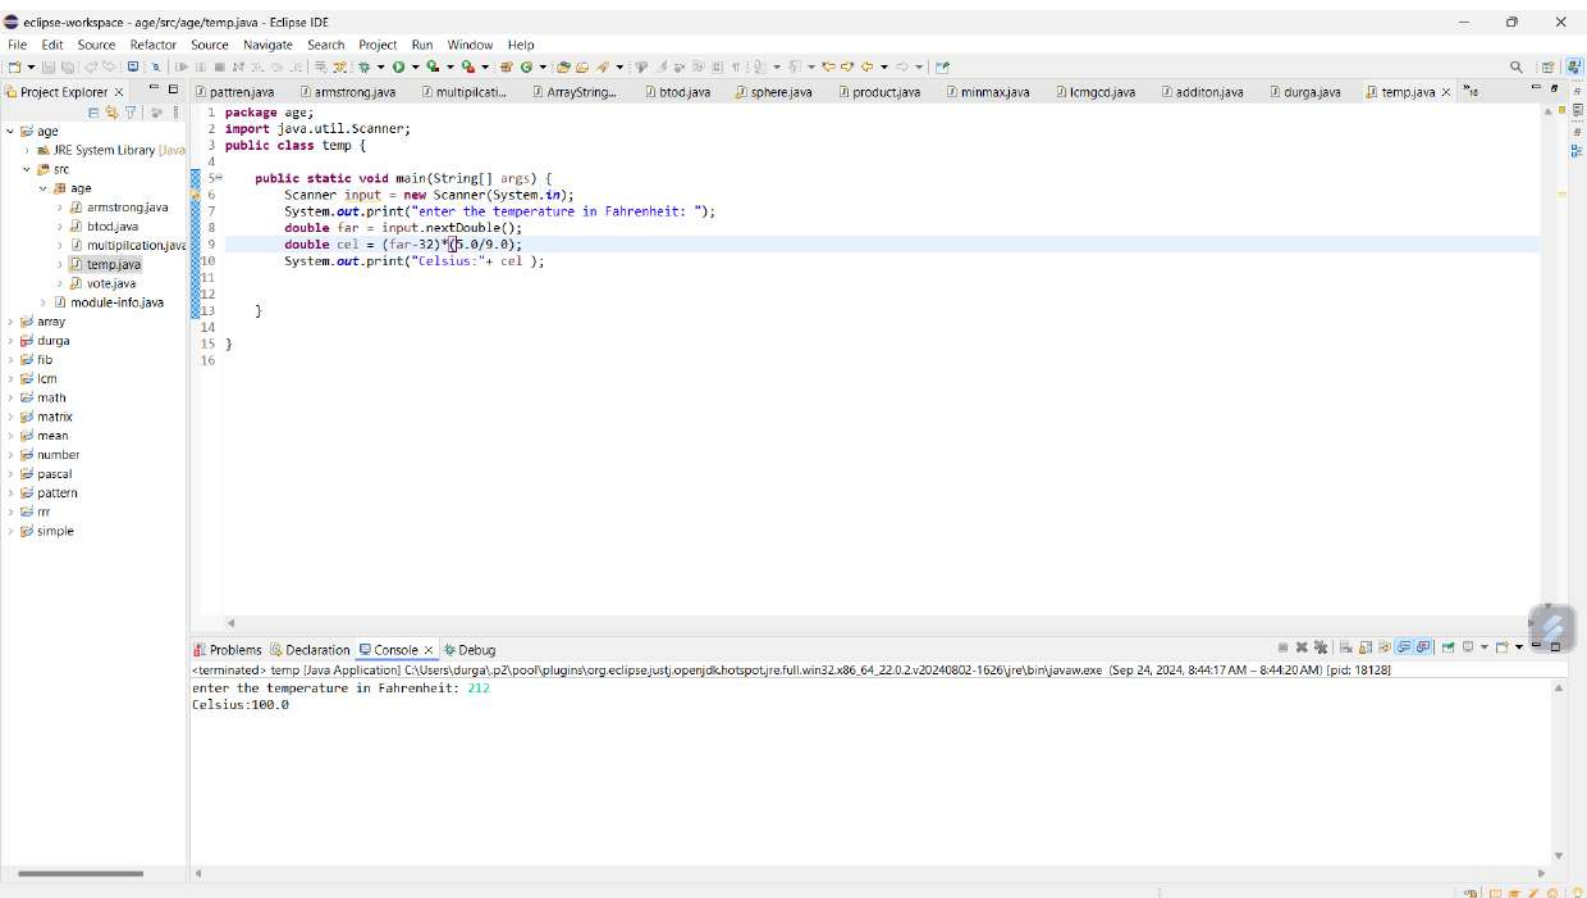 eclipse-workspace - age/src/age/temp.java - Eclipse IDE
File Edit Source Refactor Source Navigate Search Project Run Window Help
Project Explorer
pattren.java armstrong.java multipilcati... ArrayString... btod.java sphere.java product.java minmax.java lcmgcd.java additon.java durga.java temp.java
age
JRE System Library [Java
src
age
armstrong.java
btod.java
multipilcation.java
temp.java
vote.java
module-info.java
array
durga
fib
lcm
math
matrix
mean
number
pascal
pattern
rrr
simple
1 package age;
2 import java.util.Scanner;
3 public class temp {
4
5 public static void main(String[] args) {
6 Scanner input = new Scanner(System.in);
7 System.out.print("enter the temperature in Fahrenheit: ");
8 double far = input.nextDouble();
9 double cel = (far-32)*(5.0/9.0);
10 System.out.print("Celsius:"+ cel );
11
12
13 }
14
15 }
16
Problems Declaration Console Debug
<terminated> temp [Java Application] C:\Users\durga\.p2\pool\plugins\org.eclipse.justj.openjdk.hotspot.jre.full.win32.x86_64_22.0.2.v20240802-1626\jre\bin\javaw.exe (Sep 24, 2024, 8:44:17 AM – 8:44:20 AM) [pid: 18128]
enter the temperature in Fahrenheit: 212
Celsius:100.0